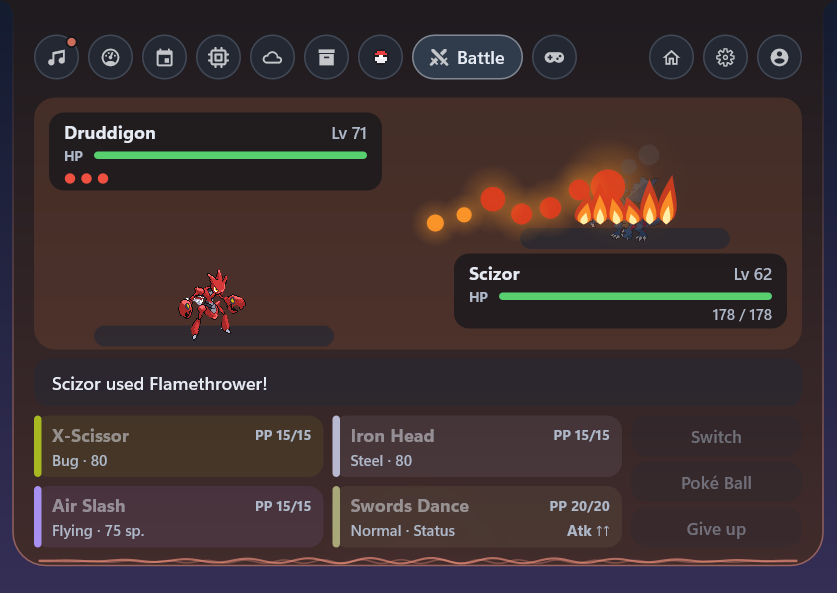 Battle
Druddigon Lv 71
HP
Scizor Lv 62
HP
178 / 178
Scizor used Flamethrower!
X-Scissor PP 15/15
Bug · 80
Iron Head PP 15/15
Steel · 80
Switch
Poké Ball
Air Slash PP 15/15
Flying · 75 sp.
Swords Dance PP 20/20
Normal · Status Atk ↑↑
Give up